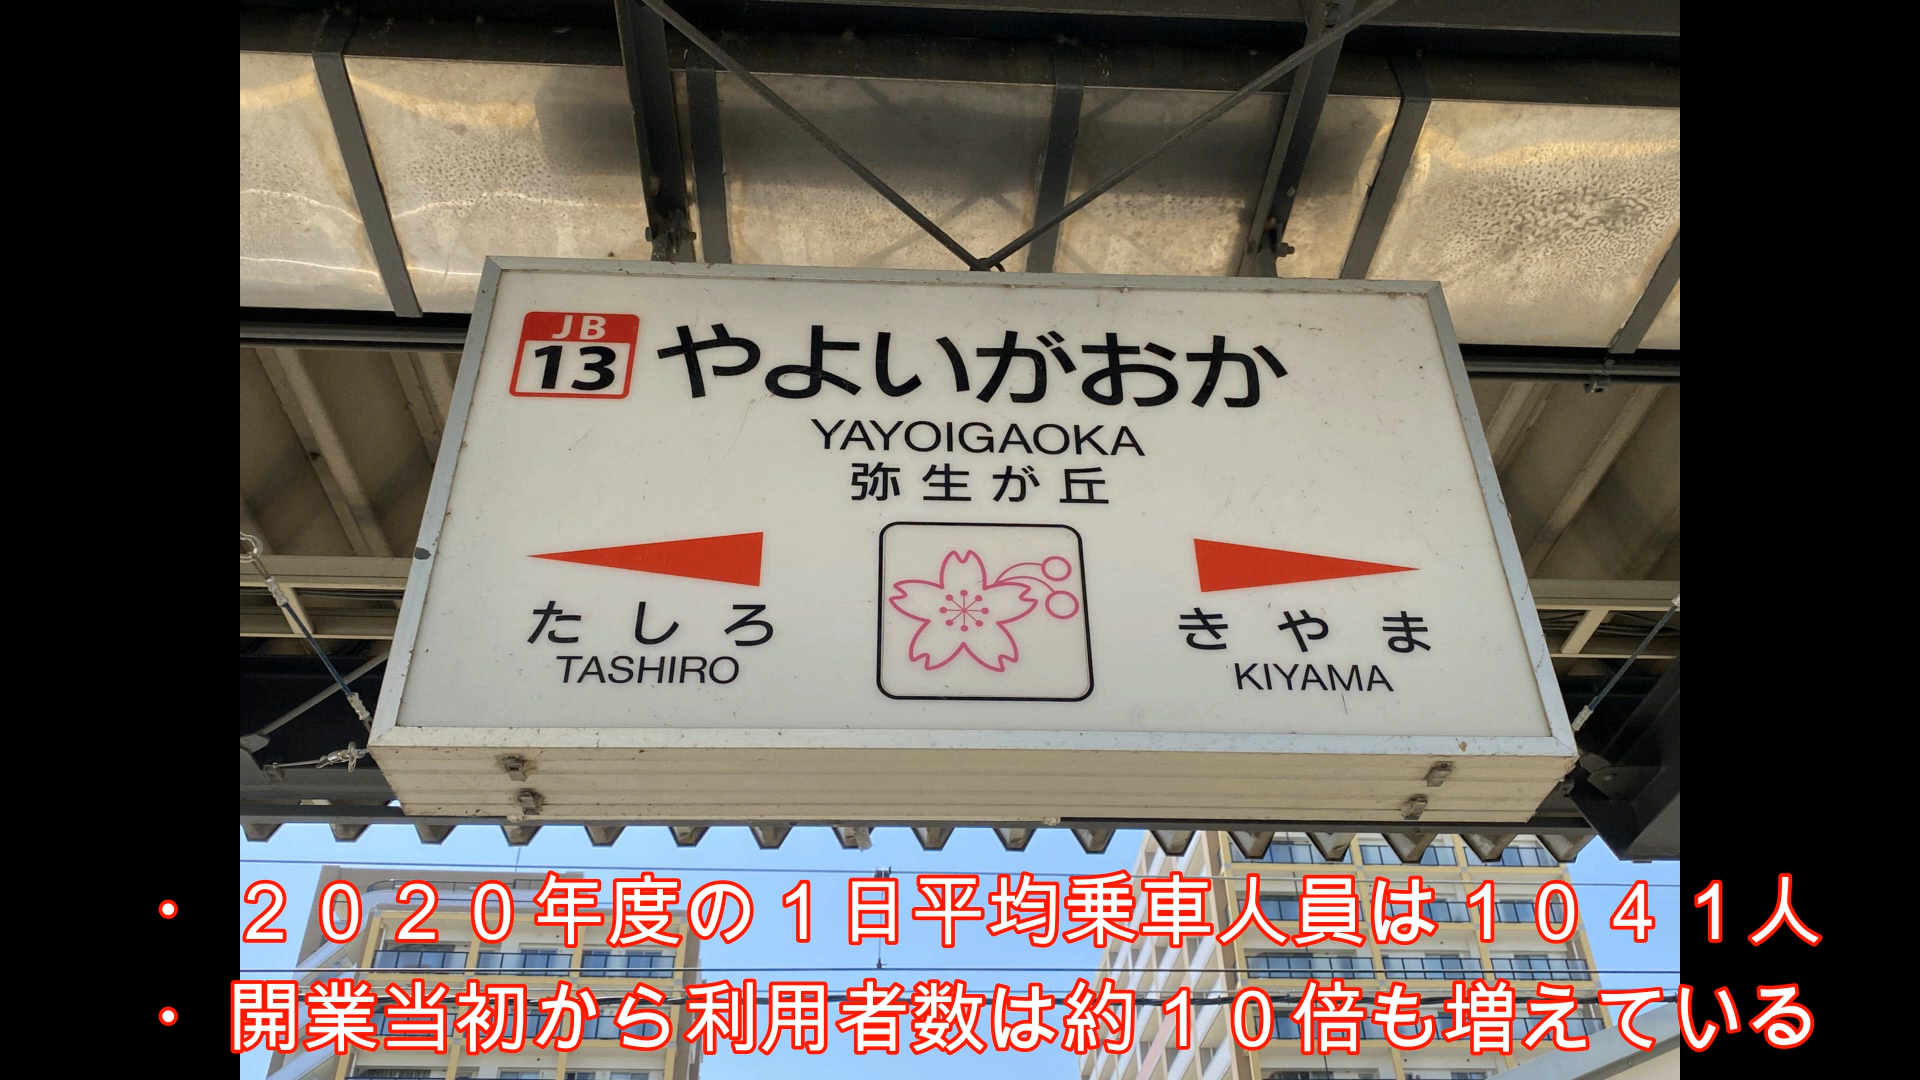 JB
13
やよいがおか
YAYOIGAOKA
弥生が丘
たしろ
TASHIRO
きやま
KIYAMA
・２０２０年度の１日平均乗車人員は１０４１人
・開業当初から利用者数は約１０倍も増えている